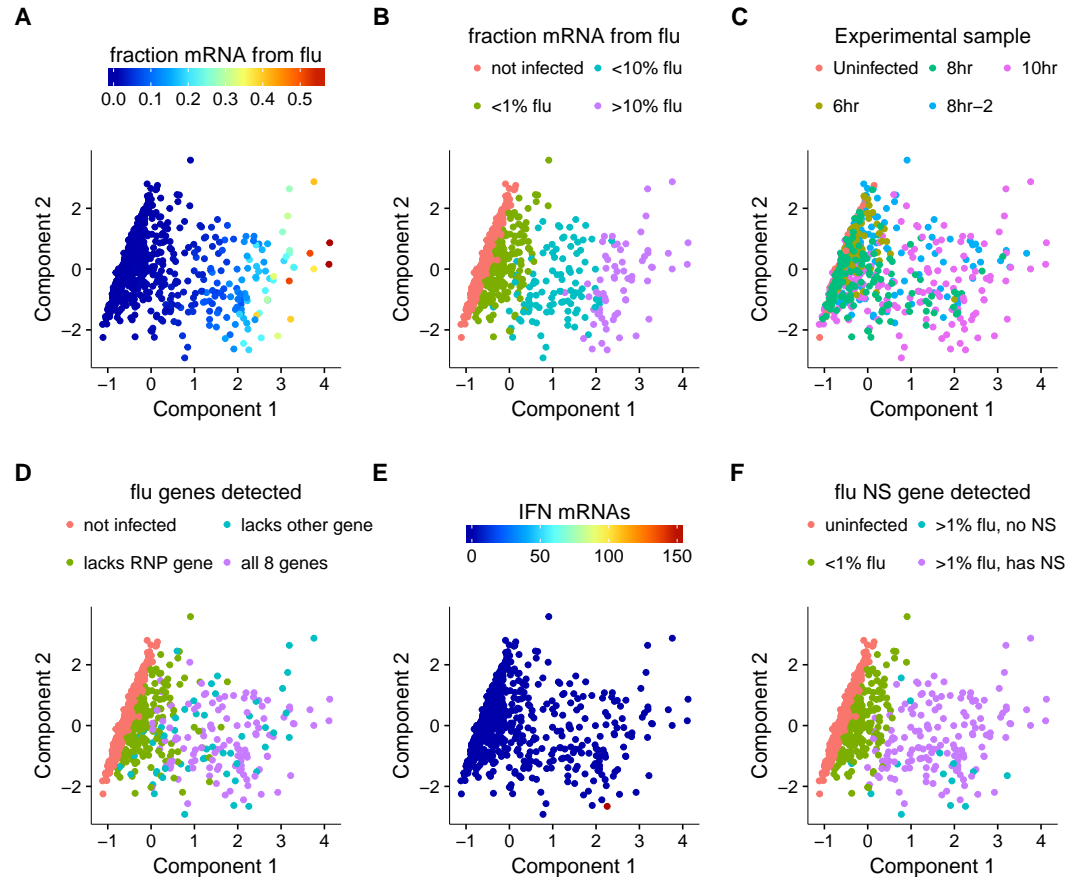 A
fraction mRNA from flu
0.0 0.1 0.2 0.3 0.4 0.5
Component 2
2
0
−2
−1 0 1 2 3 4
Component 1
B
fraction mRNA from flu
not infected <10% flu
<1% flu >10% flu
Component 2
2
0
−2
−1 0 1 2 3 4
Component 1
C
Experimental sample
Uninfected 8hr 10hr
6hr 8hr−2
Component 2
2
0
−2
−1 0 1 2 3 4
Component 1
D
flu genes detected
not infected lacks other gene
lacks RNP gene all 8 genes
Component 2
2
0
−2
−1 0 1 2 3 4
Component 1
E
IFN mRNAs
0 50 100 150
Component 2
2
0
−2
−1 0 1 2 3 4
Component 1
F
flu NS gene detected
uninfected >1% flu, no NS
<1% flu >1% flu, has NS
Component 2
2
0
−2
−1 0 1 2 3 4
Component 1